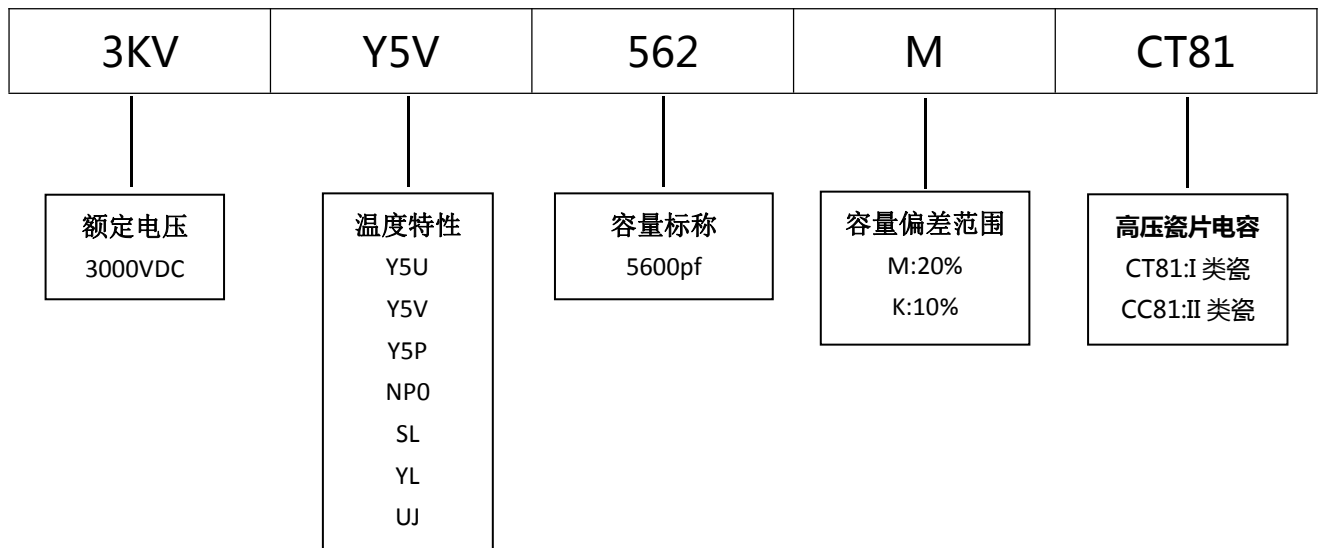 3KV Y5V 562 M CT81
额定电压
3000VDC
温度特性
Y5U
Y5V
Y5P
NP0
SL
YL
UJ
容量标称
5600pf
容量偏差范围
M:20%
K:10%
高压瓷片电容
CT81:I 类瓷
CC81:II 类瓷